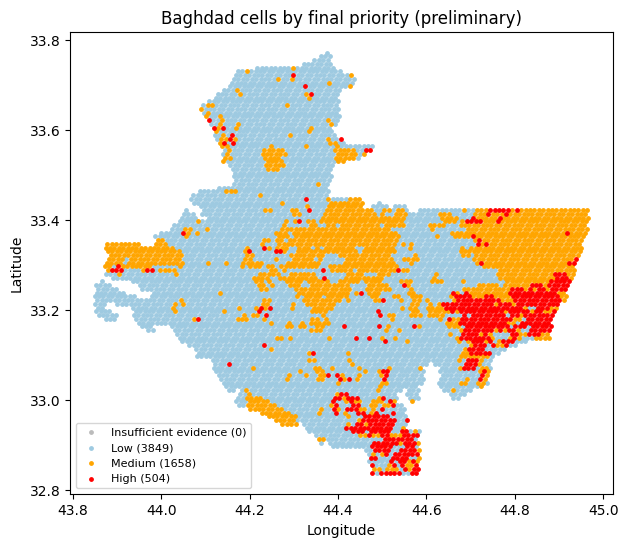 Baghdad cells by final priority (preliminary)
33.8
33.6
33.4
33.2
33.0
32.8
Latitude
Insufficient evidence (0)
Low (3849)
Medium (1658)
High (504)
43.8 44.0 44.2 44.4 44.6 44.8 45.0
Longitude